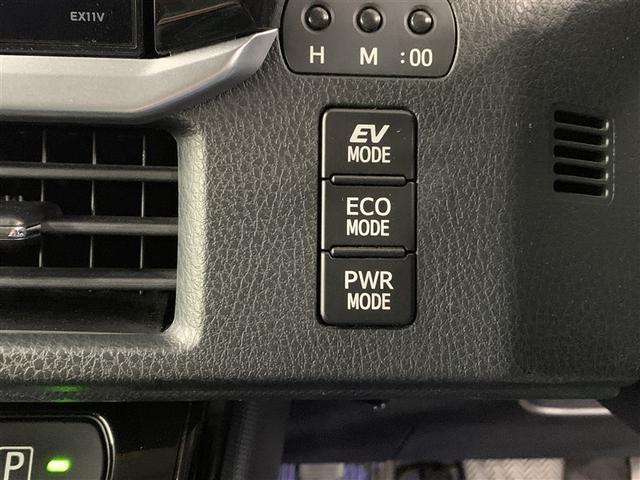 EX11V
H M :00
EV
MODE
ECO
MODE
PWR
MODE
P